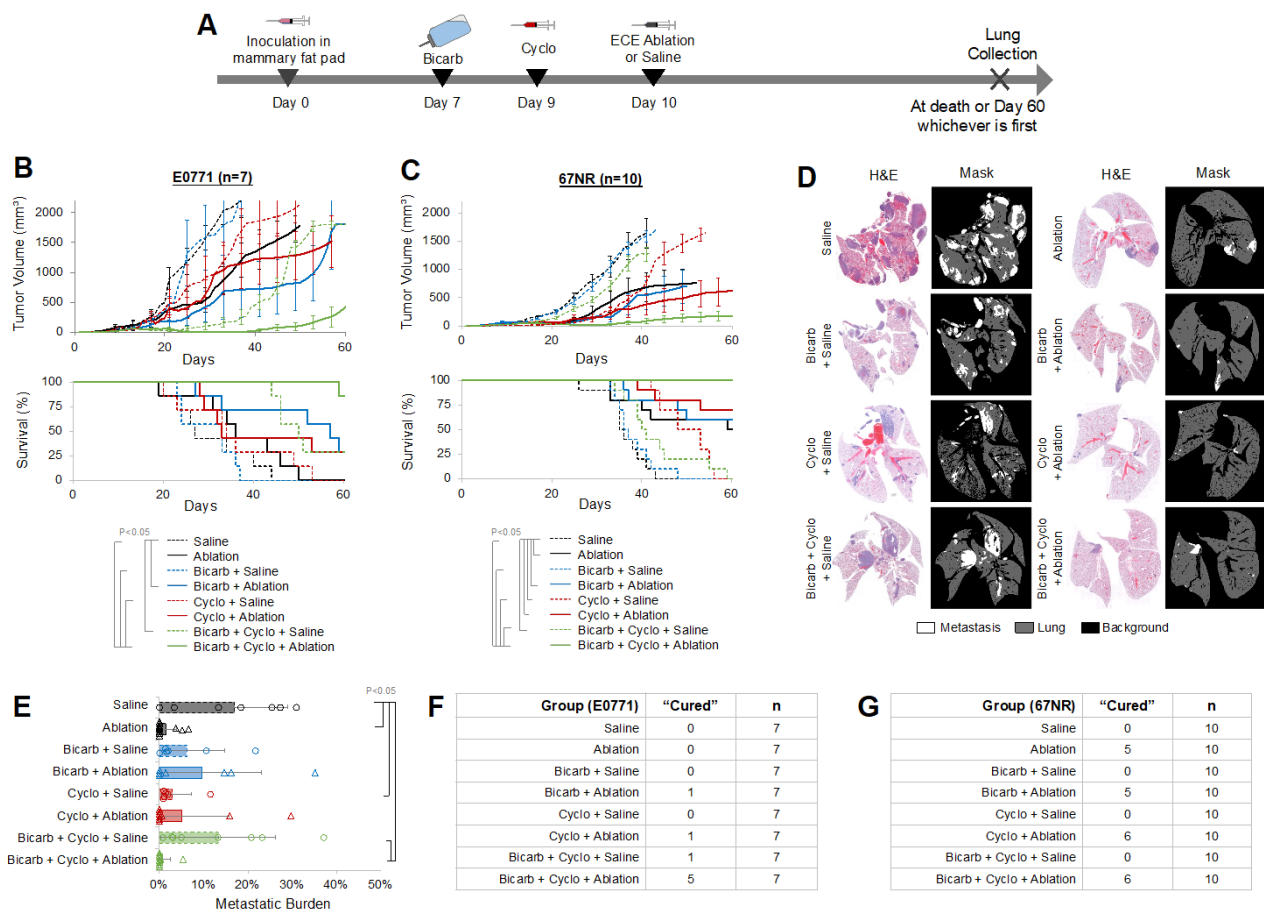 A
Inoculation in
mammary fat pad
Bicarb
Cyclo
ECE Ablation
or Saline
Lung
Collection
Day 0
Day 7
Day 9
Day 10
At death or Day 60
whichever is first
B
E0771 (n=7)
Tumor Volume (mm³)
2000
1500
1000
500
0
0
20
40
60
Days
Survival (%)
100
75
50
25
0
0
20
40
60
Days
P<0.05
Saline
Ablation
Bicarb + Saline
Bicarb + Ablation
Cyclo + Saline
Cyclo + Ablation
Bicarb + Cyclo + Saline
Bicarb + Cyclo + Ablation
C
67NR (n=10)
Tumor Volume (mm³)
2000
1500
1000
500
0
0
20
40
60
Days
Survival (%)
100
75
50
25
0
0
20
40
60
Days
P<0.05
Saline
Ablation
Bicarb + Saline
Bicarb + Ablation
Cyclo + Saline
Cyclo + Ablation
Bicarb + Cyclo + Saline
Bicarb + Cyclo + Ablation
D
H&E Mask H&E Mask
Saline
Ablation
Bicarb
+ Saline
Bicarb
+ Ablation
Cyclo
+ Saline
Cyclo
+ Ablation
Bicarb + Cyclo
+ Saline
Bicarb + Cyclo
+ Ablation
Metastasis Lung Background
E
P<0.05
Saline
Ablation
Bicarb + Saline
Bicarb + Ablation
Cyclo + Saline
Cyclo + Ablation
Bicarb + Cyclo + Saline
Bicarb + Cyclo + Ablation
0% 10% 20% 30% 40% 50%
Metastatic Burden
F
Group (E0771) “Cured” n
Saline 0 7
Ablation 0 7
Bicarb + Saline 0 7
Bicarb + Ablation 1 7
Cyclo + Saline 0 7
Cyclo + Ablation 1 7
Bicarb + Cyclo + Saline 1 7
Bicarb + Cyclo + Ablation 5 7
G
Group (67NR) “Cured” n
Saline 0 10
Ablation 5 10
Bicarb + Saline 0 10
Bicarb + Ablation 5 10
Cyclo + Saline 0 10
Cyclo + Ablation 6 10
Bicarb + Cyclo + Saline 0 10
Bicarb + Cyclo + Ablation 6 10